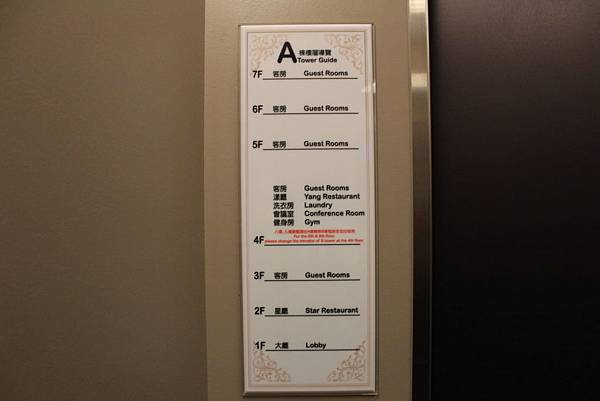 A 棟樓層導覽
Tower Guide
7F 客房 Guest Rooms
6F 客房 Guest Rooms
5F 客房 Guest Rooms
客房 Guest Rooms
漾廳 Yang Restaurant
洗衣房 Laundry
會議室 Conference Room
健身房 Gym
For the 8th & 9th floor
please change the elevator of B tower at the 4th floor
4F
3F 客房 Guest Rooms
2F 星廳 Star Restaurant
1F 大廳 Lobby